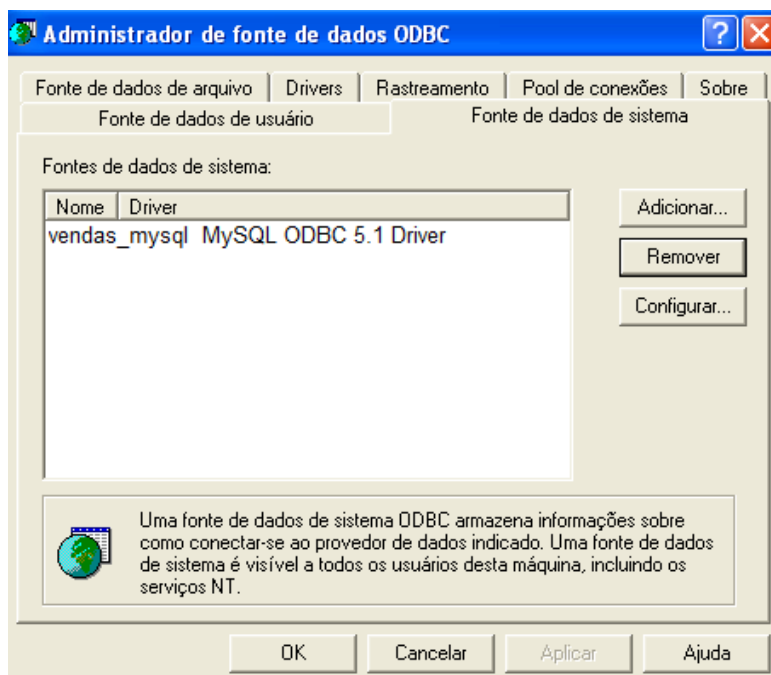 Administrador de fonte de dados ODBC
Fonte de dados de arquivo Drivers Rastreamento Pool de conexões Sobre
Fonte de dados de usuário Fonte de dados de sistema
Fontes de dados de sistema:
Nome Driver
vendas_mysql MySQL ODBC 5.1 Driver
Adicionar...
Remover
Configurar...
Uma fonte de dados de sistema ODBC armazena informações sobre
como conectar-se ao provedor de dados indicado. Uma fonte de dados
de sistema é visível a todos os usuários desta máquina, incluindo os
serviços NT.
OK Cancelar Aplicar Ajuda